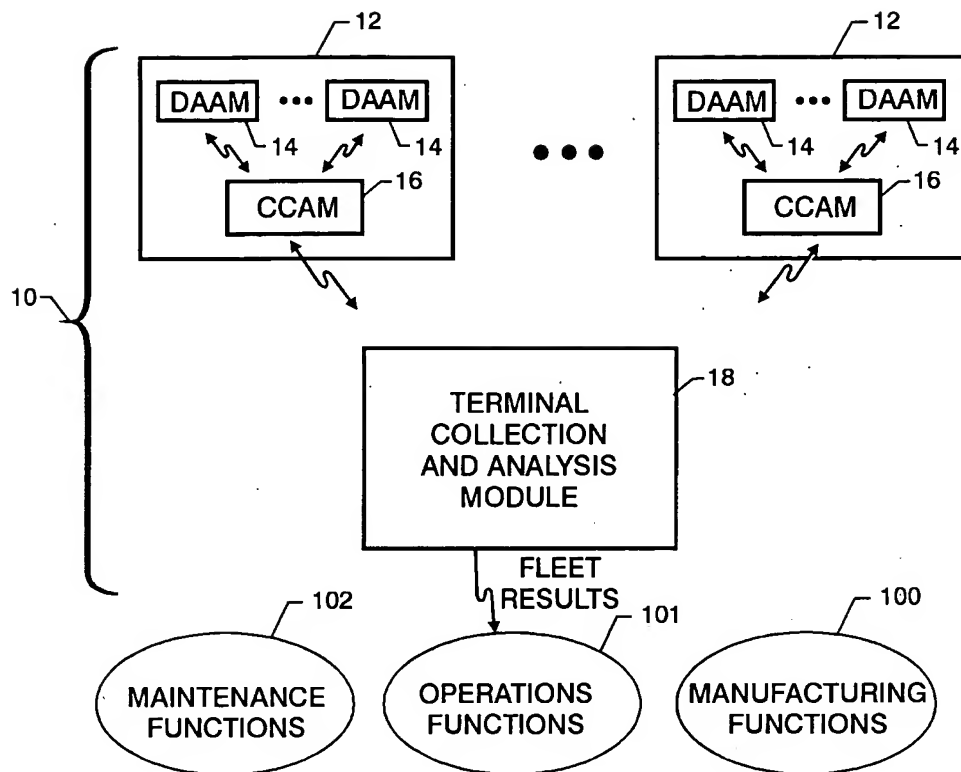 12
12
DAAM ••• DAAM
DAAM ••• DAAM
14
14
14
14
16
16
CCAM
CCAM
10
18
TERMINAL
COLLECTION
AND ANALYSIS
MODULE
FLEET
RESULTS
102
101
100
MAINTENANCE
FUNCTIONS
OPERATIONS
FUNCTIONS
MANUFACTURING
FUNCTIONS